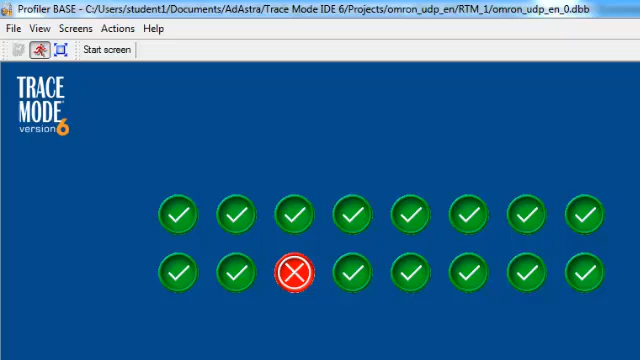 Profiler BASE - C:/Users/student1/Documents/AdAstra/Trace Mode IDE 6/Projects/omron_udp_en/RTM_1/omron_udp_en_0.dbb
File View Screens Actions Help
Start screen
TRACE
MODE
version 6